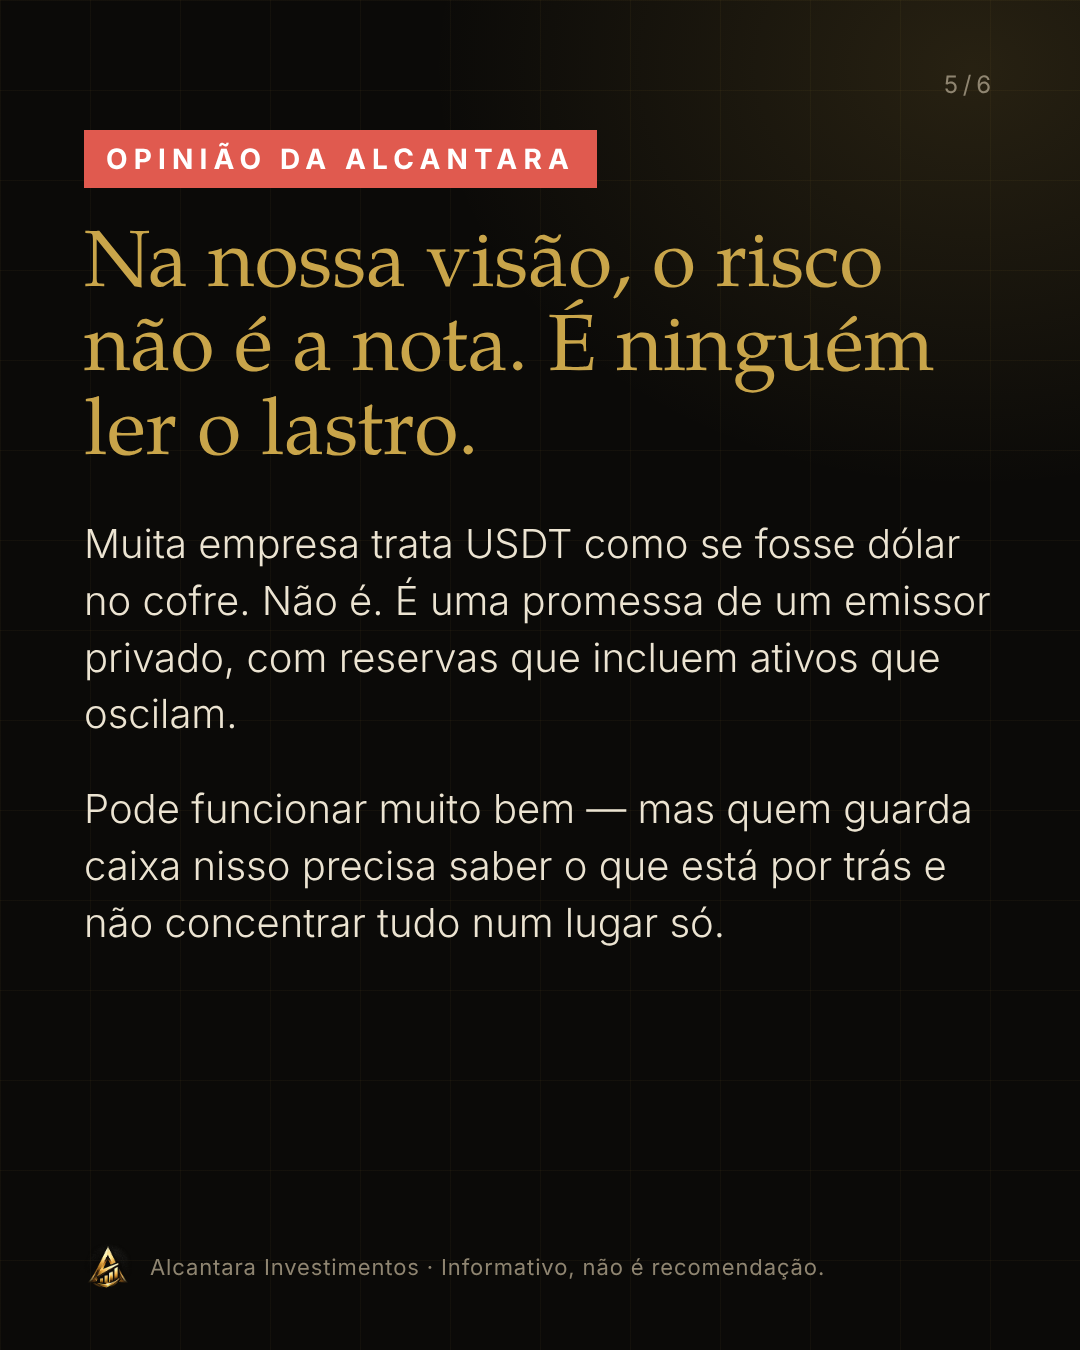 5/6
OPINIÃO DA ALCANTARA
Na nossa visão, o risco
não é a nota. É ninguém
ler o lastro.
Muita empresa trata USDT como se fosse dólar
no cofre. Não é. É uma promessa de um emissor
privado, com reservas que incluem ativos que
oscilam.
Pode funcionar muito bem — mas quem guarda
caixa nisso precisa saber o que está por trás e
não concentrar tudo num lugar só.
Alcantara Investimentos · Informativo, não é recomendação.